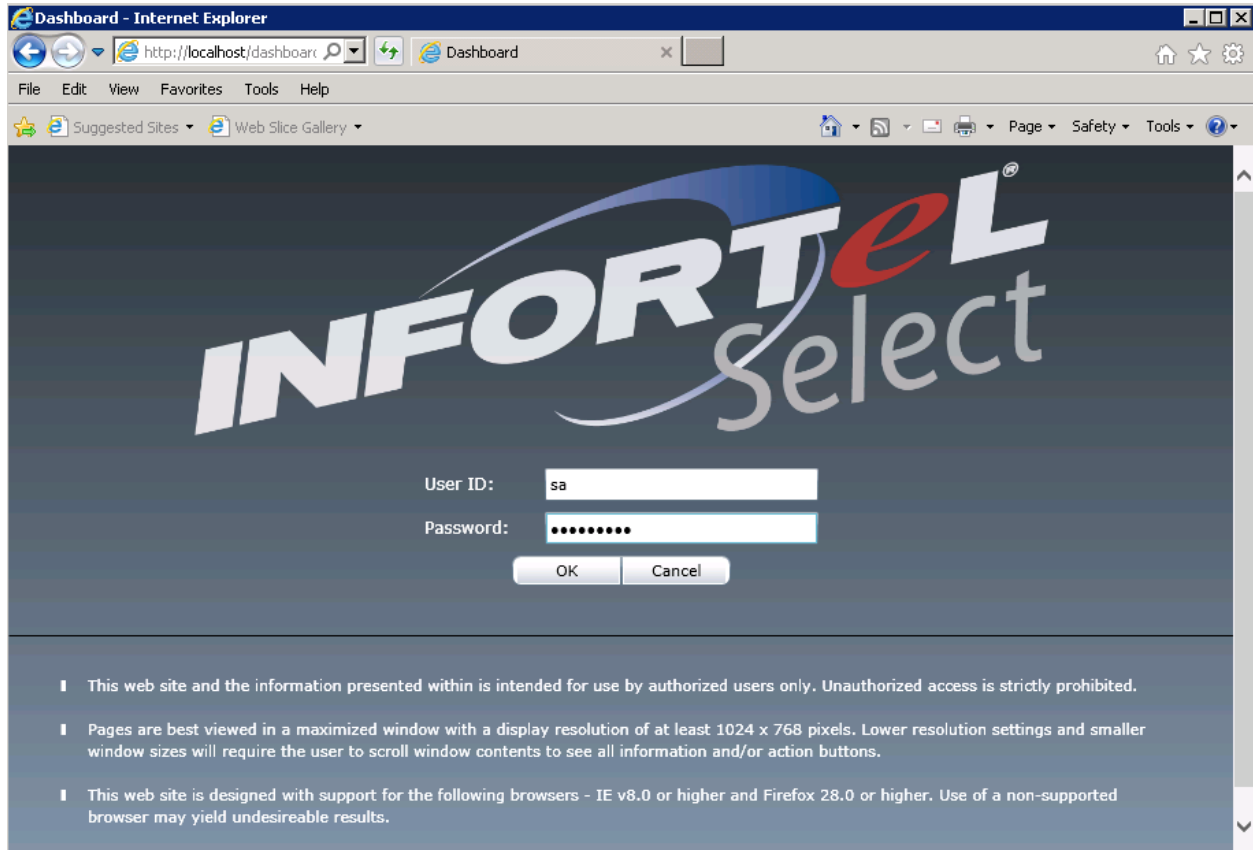 Dashboard - Internet Explorer
http://localhost/dashboarc
Dashboard
File Edit View Favorites Tools Help
Suggested Sites Web Slice Gallery Page Safety Tools
INFORTeL®
Select
User ID: sa
Password: •••••••••
OK Cancel
This web site and the information presented within is intended for use by authorized users only. Unauthorized access is strictly prohibited.
Pages are best viewed in a maximized window with a display resolution of at least 1024 x 768 pixels. Lower resolution settings and smaller
window sizes will require the user to scroll window contents to see all information and/or action buttons.
This web site is designed with support for the following browsers - IE v8.0 or higher and Firefox 28.0 or higher. Use of a non-supported
browser may yield undesireable results.